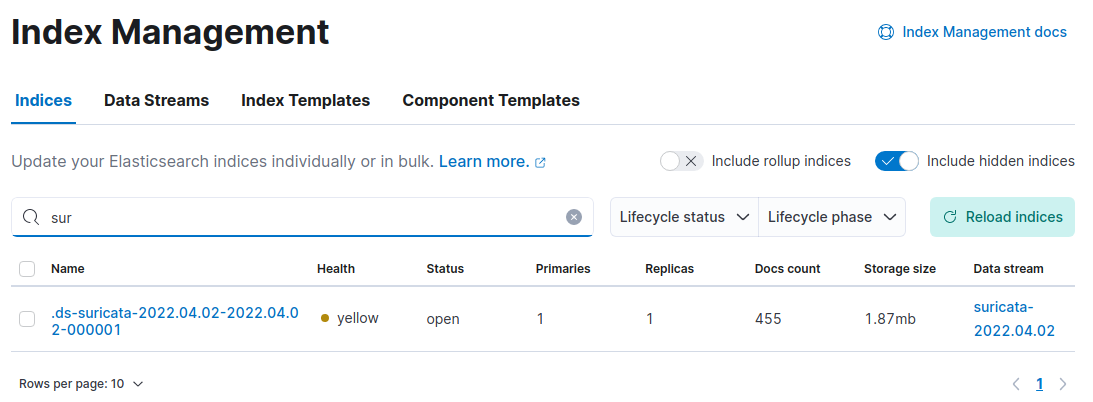 Index Management
Index Management docs
Indices Data Streams Index Templates Component Templates
Update your Elasticsearch indices individually or in bulk. Learn more.
Include rollup indices
Include hidden indices
sur
Lifecycle status
Lifecycle phase
Reload indices
Name Health Status Primaries Replicas Docs count Storage size Data stream
.ds-suricata-2022.04.02-2022.04.0
2-000001
yellow
open
1
1
455
1.87mb
suricata-
2022.04.02
Rows per page: 10
1